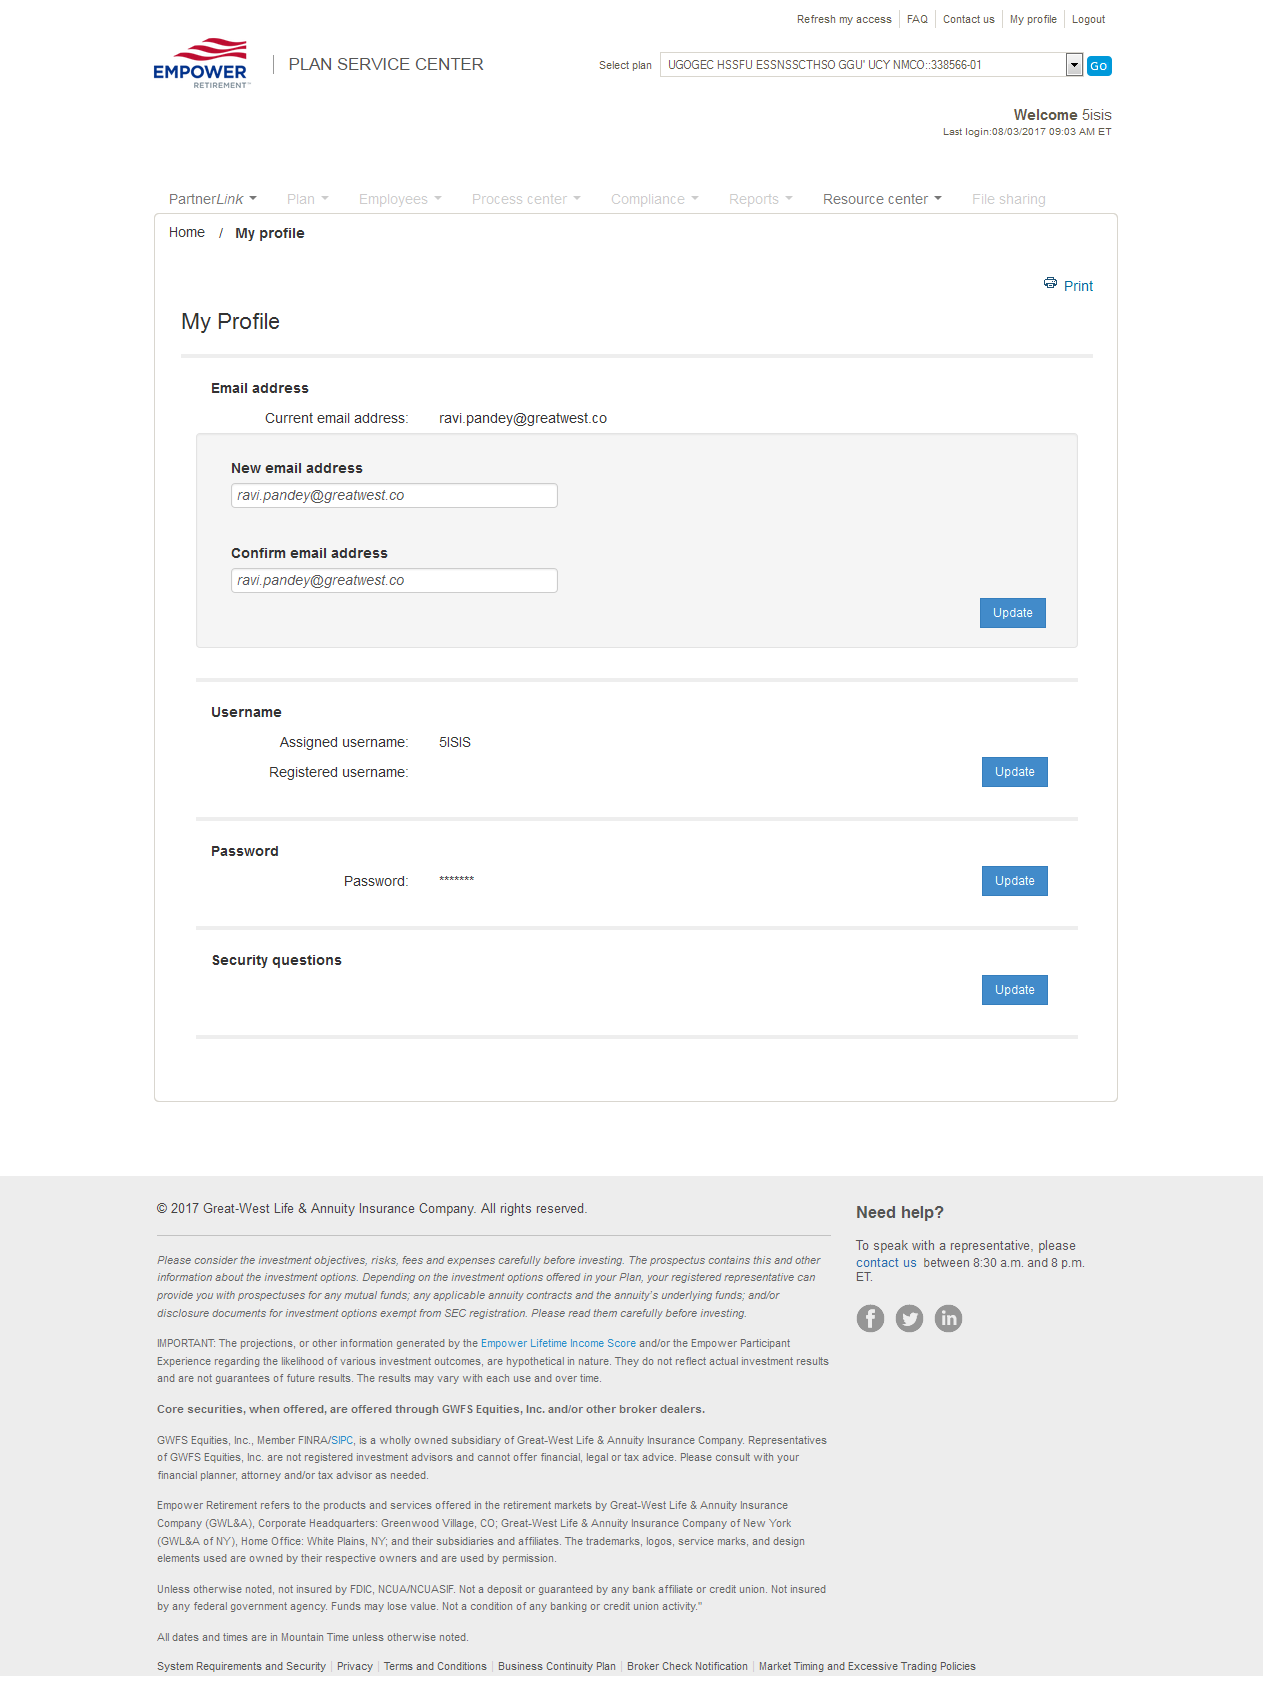 Refresh my access FAQ Contact us My profile Logout
EMPOWER
RETIREMENT™
PLAN SERVICE CENTER
Select plan UGOGEC HSSFU ESSNSSCTHSO GGU' UCY NMCO::338566-01 Go
Welcome 5isis
Last login:08/03/2017 09:03 AM ET
PartnerLink Plan Employees Process center Compliance Reports Resource center File sharing
Home / My profile
Print
My Profile
Email address
Current email address: ravi.pandey@greatwest.co
New email address
ravi.pandey@greatwest.co
Confirm email address
ravi.pandey@greatwest.co
Update
Username
Assigned username: 5ISIS
Registered username: Update
Password
Password: ******* Update
Security questions
Update
© 2017 Great-West Life & Annuity Insurance Company. All rights reserved.
Please consider the investment objectives, risks, fees and expenses carefully before investing. The prospectus contains this and other
information about the investment options. Depending on the investment options offered in your Plan, your registered representative can
provide you with prospectuses for any mutual funds; any applicable annuity contracts and the annuity's underlying funds; and/or
disclosure documents for investment options exempt from SEC registration. Please read them carefully before investing.
IMPORTANT: The projections, or other information generated by the Empower Lifetime Income Score and/or the Empower Participant
Experience regarding the likelihood of various investment outcomes, are hypothetical in nature. They do not reflect actual investment results
and are not guarantees of future results. The results may vary with each use and over time.
Core securities, when offered, are offered through GWFS Equities, Inc. and/or other broker dealers.
GWFS Equities, Inc., Member FINRA/SIPC, is a wholly owned subsidiary of Great-West Life & Annuity Insurance Company. Representatives
of GWFS Equities, Inc. are not registered investment advisors and cannot offer financial, legal or tax advice. Please consult with your
financial planner, attorney and/or tax advisor as needed.
Empower Retirement refers to the products and services offered in the retirement markets by Great-West Life & Annuity Insurance
Company (GWL&A), Corporate Headquarters: Greenwood Village, CO; Great-West Life & Annuity Insurance Company of New York
(GWL&A of NY), Home Office: White Plains, NY; and their subsidiaries and affiliates. The trademarks, logos, service marks, and design
elements used are owned by their respective owners and are used by permission.
Unless otherwise noted, not insured by FDIC, NCUA/NCUASIF. Not a deposit or guaranteed by any bank affiliate or credit union. Not insured
by any federal government agency. Funds may lose value. Not a condition of any banking or credit union activity."
All dates and times are in Mountain Time unless otherwise noted.
Need help?
To speak with a representative, please
contact us between 8:30 a.m. and 8 p.m.
ET.
System Requirements and Security Privacy Terms and Conditions Business Continuity Plan Broker Check Notification Market Timing and Excessive Trading Policies